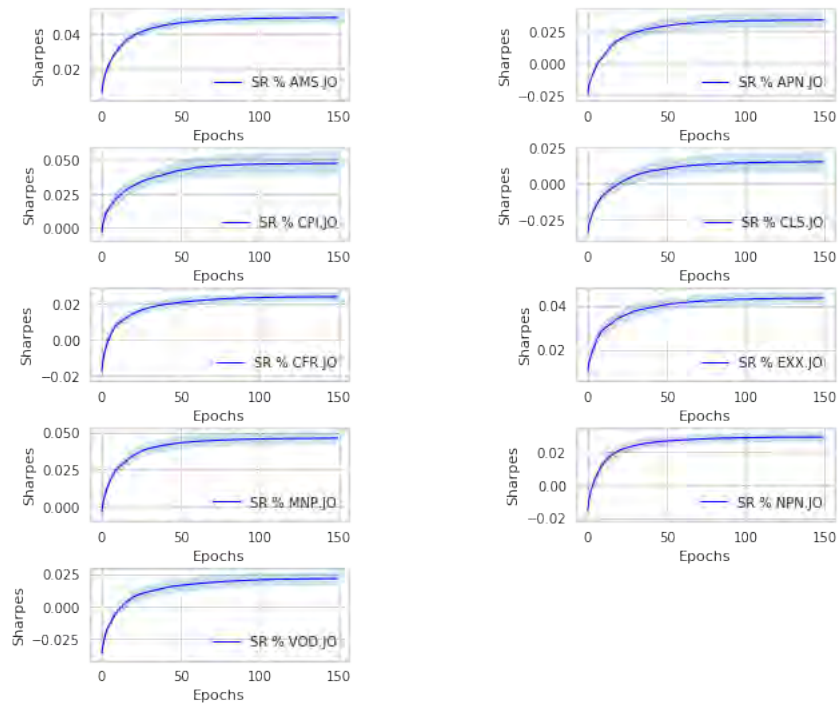 Sharpes
0.04
0.02
SR % AMS.JO
0 50 100 150
Epochs
Sharpes
0.025
0.000
−0.025
SR % APN.JO
0 50 100 150
Epochs
Sharpes
0.050
0.025
0.000
SR % CPI.JO
0 50 100 150
Epochs
Sharpes
0.025
0.000
−0.025
SR % CLS.JO
0 50 100 150
Epochs
Sharpes
0.02
0.00
−0.02
SR % CFR.JO
0 50 100 150
Epochs
Sharpes
0.04
0.02
SR % EXX.JO
0 50 100 150
Epochs
Sharpes
0.050
0.025
0.000
SR % MNP.JO
0 50 100 150
Epochs
Sharpes
0.02
0.00
−0.02
SR % NPN.JO
0 50 100 150
Epochs
Sharpes
0.025
0.000
−0.025
SR % VOD.JO
0 50 100 150
Epochs